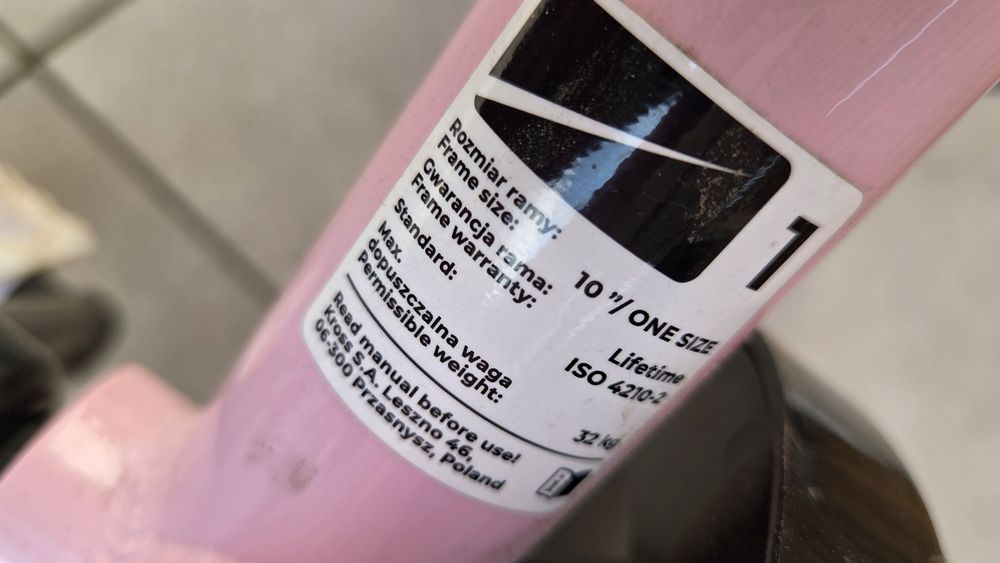 1
Rozmiar ramy:
Frame size: 10 "/ ONE SIZE
Gwarancja rama:
Frame warranty: Lifetime
Standard: ISO 4210-2
Max.
dopuszczalna waga
Permissible weight: 32 kg
Read manual before use!
Kross S.A. Leszno 46,
06-300 Przasnysz, Poland